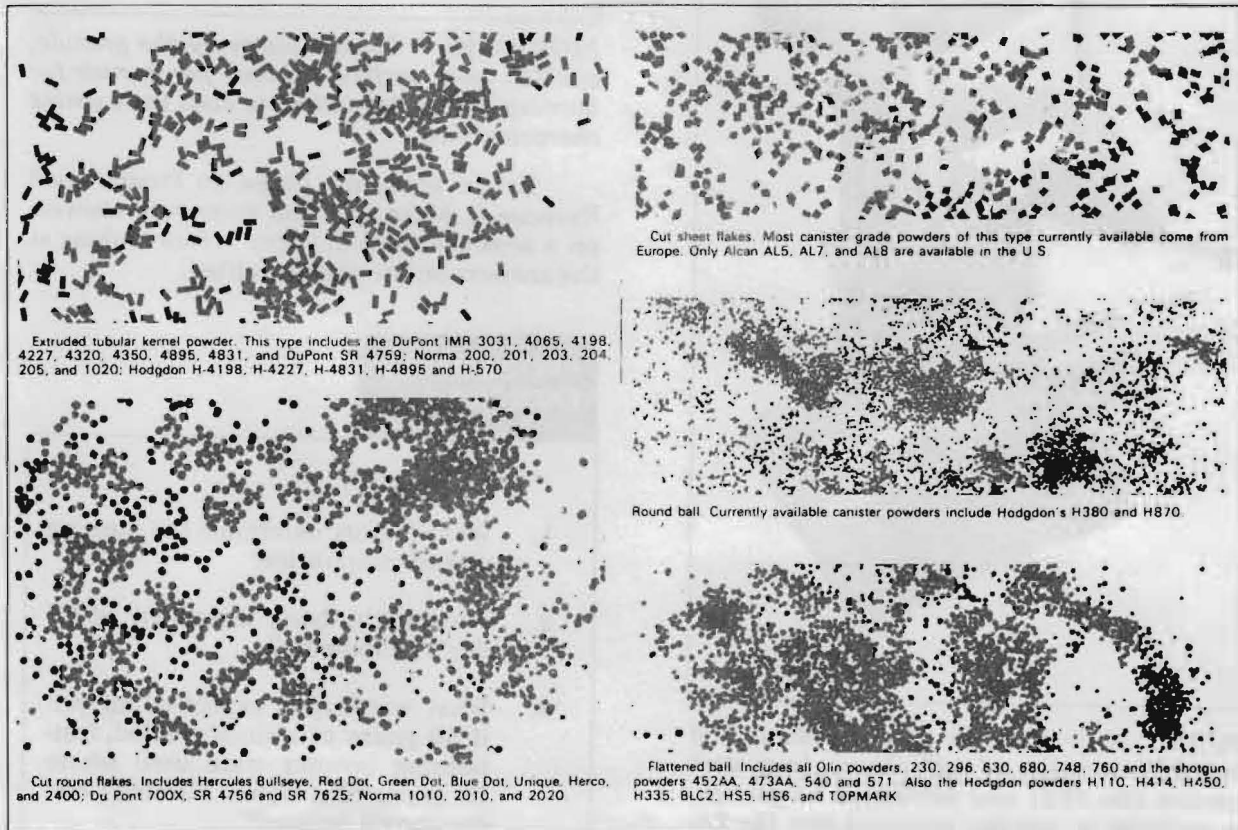 Extruded tubular kernel powder. This type includes the DuPont IMR 3031, 4065, 4198,
4227, 4320, 4350, 4895, 4831, and DuPont SR 4759; Norma 200, 201, 203, 204,
205, and 1020; Hodgdon H-4198, H-4227, H-4831, H-4895 and H-570
Cut round flakes. Includes Hercules Bullseye, Red Dot, Green Dot, Blue Dot, Unique, Herco,
and 2400; Du Pont 700X, SR 4756 and SR 7625; Norma 1010, 2010, and 2020.
Cut sheet flakes. Most canister grade powders of this type currently available come from
Europe. Only Alcan AL5, AL7, and AL8 are available in the U S
Round ball. Currently available canister powders include Hodgdon's H380 and H870.
Flattened ball. Includes all Olin powders, 230, 296, 630, 680, 748, 760 and the shotgun
powders 452AA, 473AA, 540 and 571. Also the Hodgdon powders H110, H414, H450,
H335, BLC2, HS5, HS6, and TOPMARK